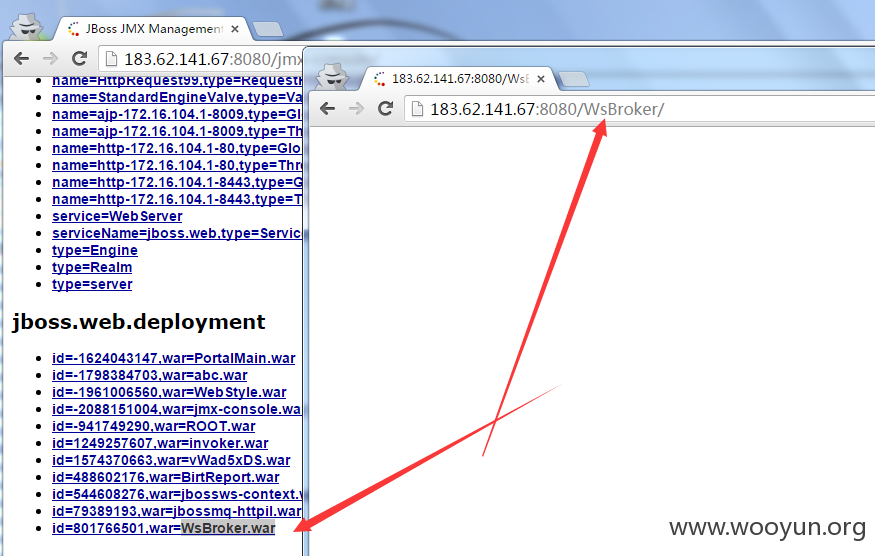 JBoss JMX Management
183.62.141.67:8080/jmx
name=HttpRequest99,type=RequestP
name=StandardEngineValve,type=Va
name=ajp-172.16.104.1-8009,type=Glo
name=ajp-172.16.104.1-8009,type=Thr
name=http-172.16.104.1-80,type=Glo
name=http-172.16.104.1-80,type=Thre
name=http-172.16.104.1-8443,type=G
name=http-172.16.104.1-8443,type=T
service=WebServer
serviceName=jboss.web,type=Servic
type=Engine
type=Realm
type=server
jboss.web.deployment
id=-1624043147,war=PortalMain.war
id=-1798384703,war=abc.war
id=-1961006560,war=WebStyle.war
id=-2088151004,war=jmx-console.wa
id=-941749290,war=ROOT.war
id=1249257607,war=invoker.war
id=1574370663,war=vWad5xDS.war
id=488602176,war=BirtReport.war
id=544608276,war=jbossws-context.w
id=79389193,war=jbossmq-httpil.war
id=801766501,war=WsBroker.war
183.62.141.67:8080/WsB
183.62.141.67:8080/WsBroker/
www.wooyun.org